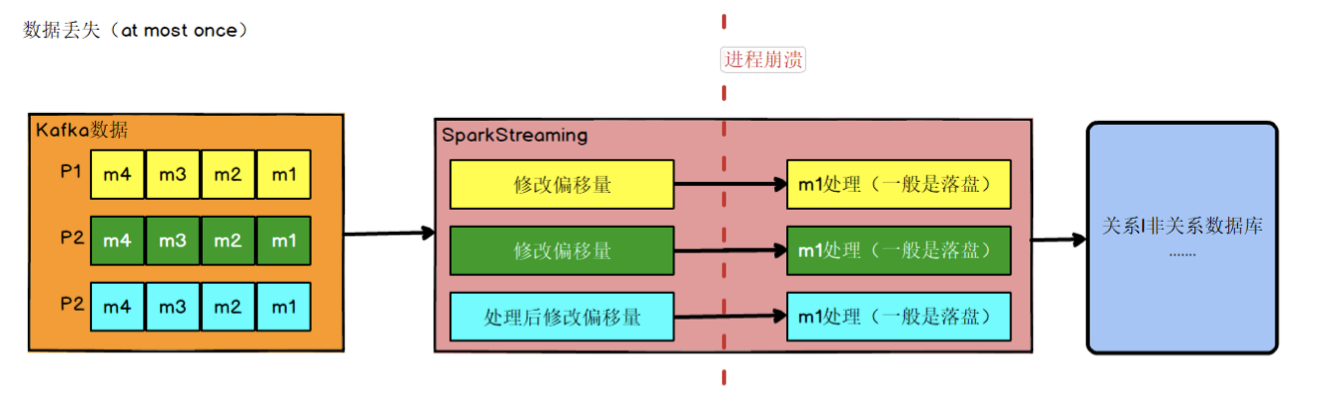 数据丢失（at most once）
进程崩溃
Kafka数据
P1 m4 m3 m2 m1
P2 m4 m3 m2 m1
P2 m4 m3 m2 m1
SparkStreaming
修改偏移量
m1处理（一般是落盘）
修改偏移量
m1处理（一般是落盘）
处理后修改偏移量
m1处理（一般是落盘）
关系|非关系数据库
.......